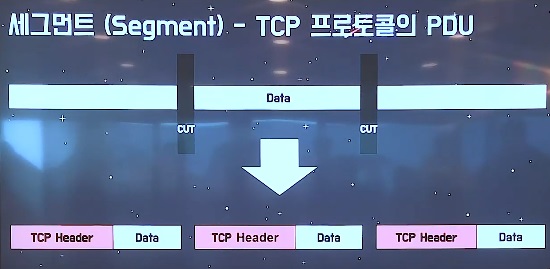 세그먼트 (Segment) - TCP 프로토콜의 PDU
Data
CUT CUT
TCP Header Data TCP Header Data TCP Header Data